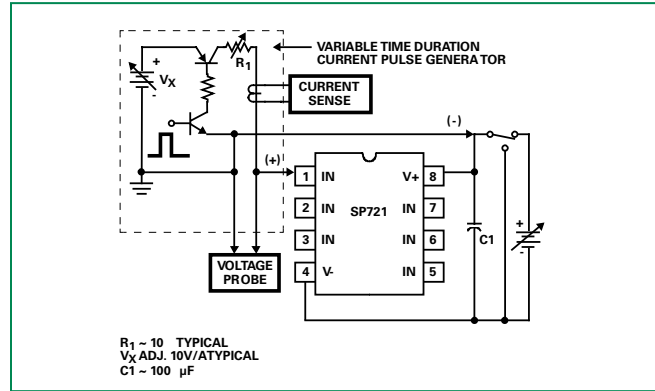 VARIABLE TIME DURATION
CURRENT PULSE GENERATOR
+
VX
-
R1
CURRENT
SENSE
(-)
(+)
1 IN V+ 8
2 IN IN 7
SP721
3 IN IN 6
4 V- IN 5
C1
+
-
VOLTAGE
PROBE
R1 ~ 10 TYPICAL
VX ADJ. 10V/ATYPICAL
C1 ~ 100 µF